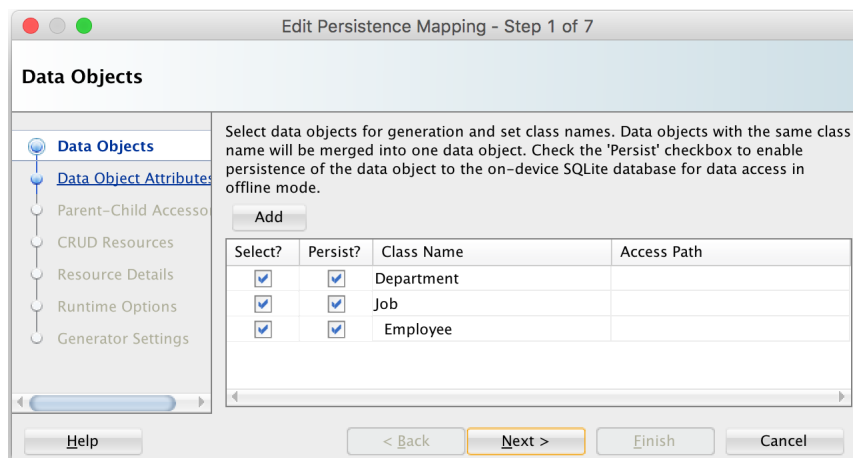 Edit Persistence Mapping - Step 1 of 7
Data Objects
Data Objects
Data Object Attributes
Parent-Child Accesso
CRUD Resources
Resource Details
Runtime Options
Generator Settings
Select data objects for generation and set class names. Data objects with the same class
name will be merged into one data object. Check the 'Persist' checkbox to enable
persistence of the data object to the on-device SQLite database for data access in
offline mode.
Add
Select? Persist? Class Name Access Path
Department
Job
Employee
Help < Back Next > Finish Cancel